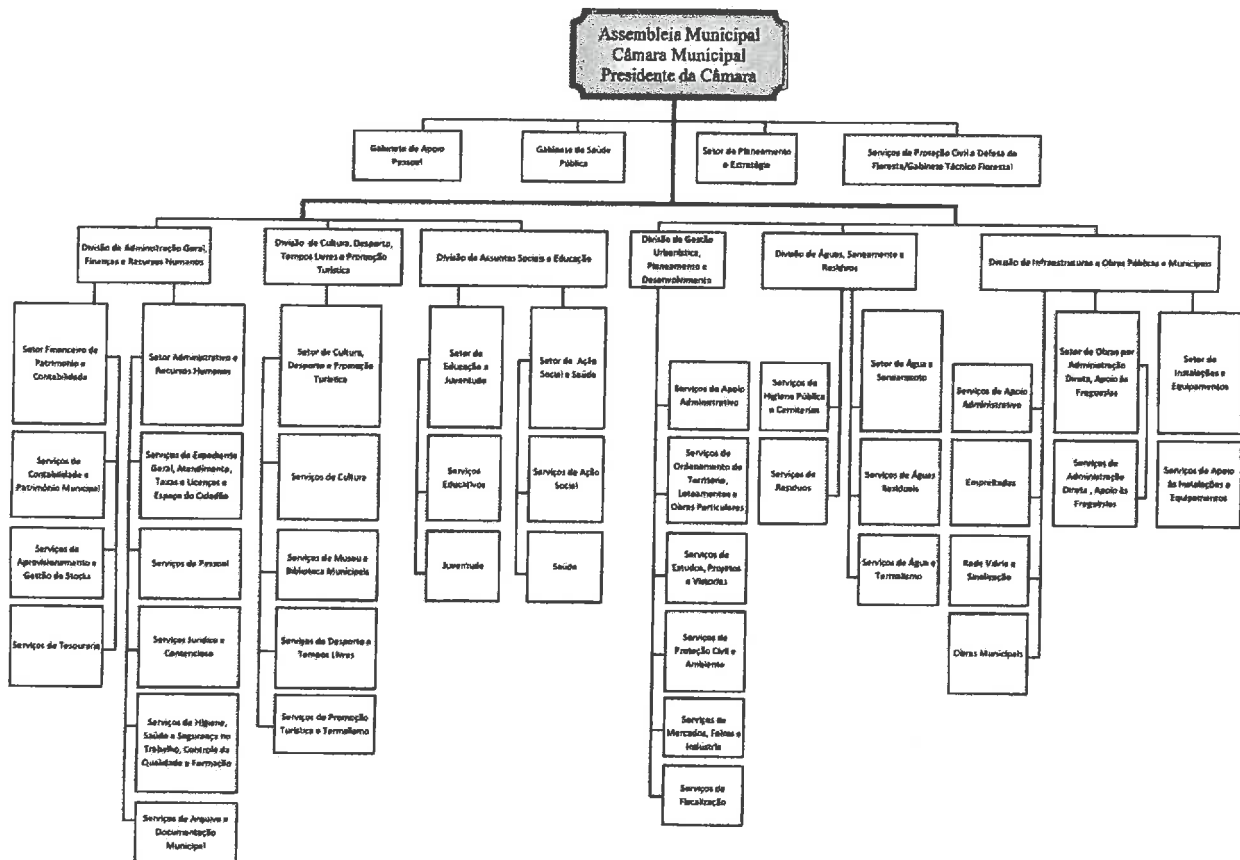 Assembleia Municipal
Câmara Municipal
Presidente da Câmara
Gabinete de Apoio
Pessoal
Gabinete de Saúde
Pública
Setor de Planeamento
e Estratégia
Serviços de Proteção Civil e Defesa da
Floresta/Gabinete Técnico Florestal
Divisão de Administração Geral,
Finanças e Recursos Humanos
Divisão de Cultura, Desporto,
Tempos Livres e Promoção
Turística
Divisão de Assuntos Sociais e Educação
Divisão de Gestão
Urbanística,
Planeamento e
Desenvolvimento
Divisão de Águas, Saneamento e
Resíduos
Divisão de Infraestruturas e Obras Públicas e Municipais
Setor Financeiro de
Património e
Contabilidade
Serviços de
Contabilidade e
Património Municipal
Serviços de
Aprovisionamento e
Gestão de Stocks
Serviços de Tesouraria
Setor Administrativo e
Recursos Humanos
Serviços de Expediente
Geral, Atendimento,
Taxas e Licenças e
Espaço do Cidadão
Serviços de Pessoal
Serviços Jurídico e
Contencioso
Serviços de Higiene,
Saúde e Segurança no
Trabalho, Controle da
Qualidade e Formação
Serviços de Arquivo e
Documentação
Municipal
Setor de Cultura,
Desporto e Promoção
Turística
Serviços de Cultura
Serviços de Museu e
Biblioteca Municipais
Serviços de Desporto e
Tempos Livres
Serviços de Promoção
Turística e Termalismo
Setor de
Educação e
Juventude
Serviços
Educativos
Juventude
Setor de Ação
Social e Saúde
Serviços de Ação
Social
Saúde
Serviços de Apoio
Administrativo
Serviços de
Ordenamento do
Território,
Loteamentos e
Obras Particulares
Serviços de
Estudos, Projetos
e Vistorias
Serviços de
Proteção Civil e
Ambiente
Serviços de
Mercados, Feiras e
Indústria
Serviços de
Fiscalização
Serviços de
Higiene Pública
e Cemitérios
Serviços de
Resíduos
Setor de Água e
Saneamento
Serviços de Águas
Residuais
Serviços de Água e
Termalismo
Serviços de Apoio
Administrativo
Empreitadas
Rede Viária e
Sinalização
Obras Municipais
Setor de Obras por
Administração
Direta, Apoio às
Freguesias
Serviços de
Administração
Direta , Apoio às
Freguesias
Setor de
Instalações e
Equipamentos
Serviços de Apoio
às Instalações e
Equipamentos